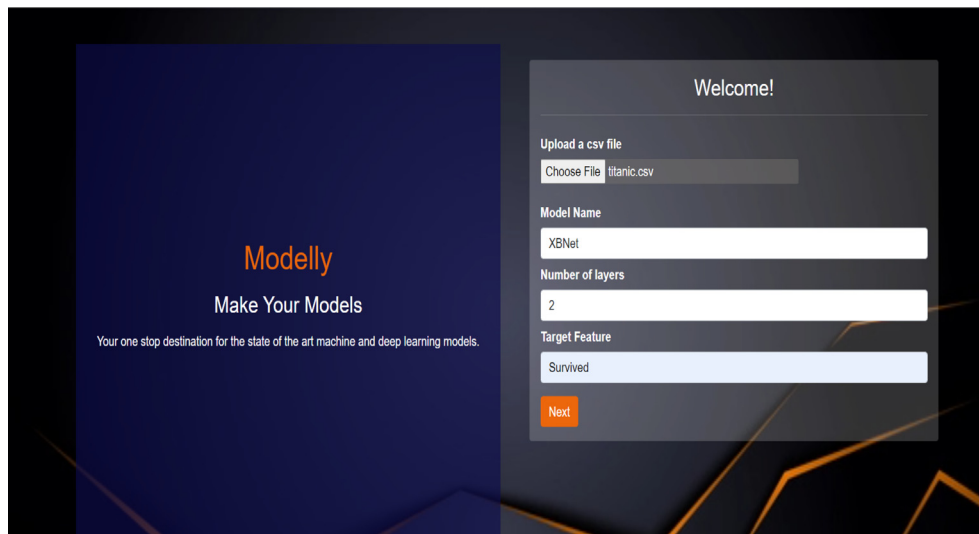 Modelly
Make Your Models
Your one stop destination for the state of the art machine and deep learning models.
Welcome!
Upload a csv file
Choose File titanic.csv
Model Name
XBNet
Number of layers
2
Target Feature
Survived
Next